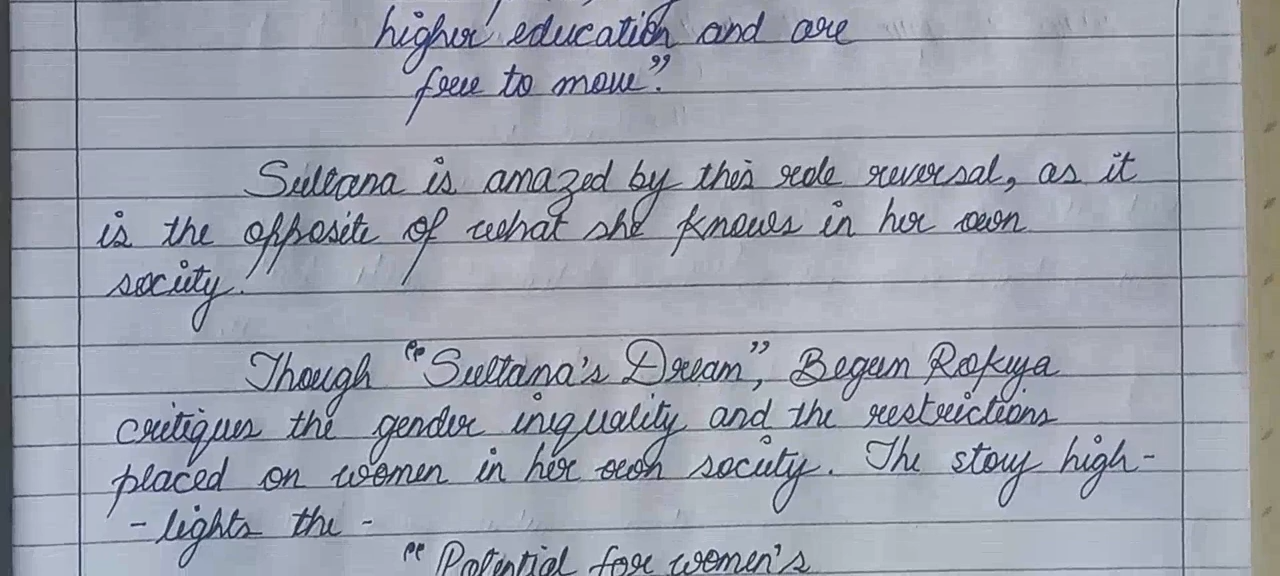 higher education and are
free to move”.
Sultana is amazed by this role reversal, as it
is the opposite of what she knows in her own
society.
Though “Sultana's Dream”, Begum Rokuya
critiques the gender inequality and the restrictions
placed on women in her own society. The story high-
- lights the -
“Potential for women's